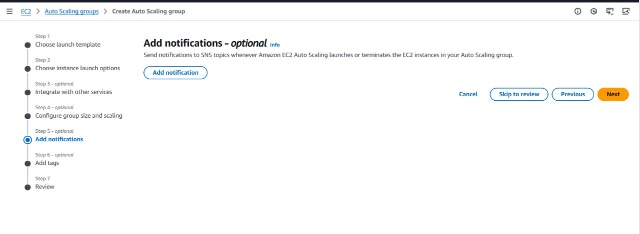 EC2 > Auto Scaling groups > Create Auto Scaling group
Step 1
Choose launch template
Step 2
Choose instance launch options
Step 3 - optional
Integrate with other services
Step 4 - optional
Configure group size and scaling
Step 5 - optional
Add notifications
Step 6 - optional
Add tags
Step 7
Review
Add notifications - optional Info
Send notifications to SNS topics whenever Amazon EC2 Auto Scaling launches or terminates the EC2 instances in your Auto Scaling group.
Add notification
Cancel Skip to review Previous Next